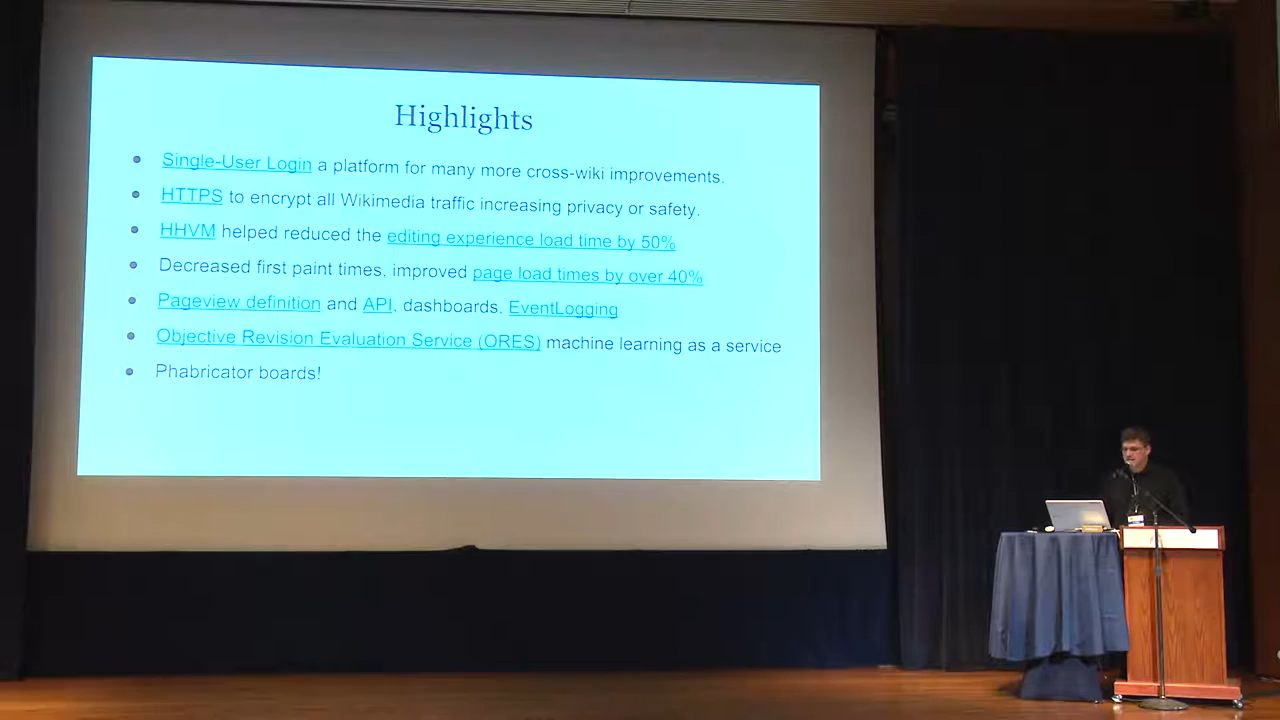 Highlights
Single-User Login a platform for many more cross-wiki improvements.
HTTPS to encrypt all Wikimedia traffic increasing privacy or safety.
HHVM helped reduced the editing experience load time by 50%
Decreased first paint times, improved page load times by over 40%
Pageview definition and API, dashboards, EventLogging
Objective Revision Evaluation Service (ORES) machine learning as a service
Phabricator boards!